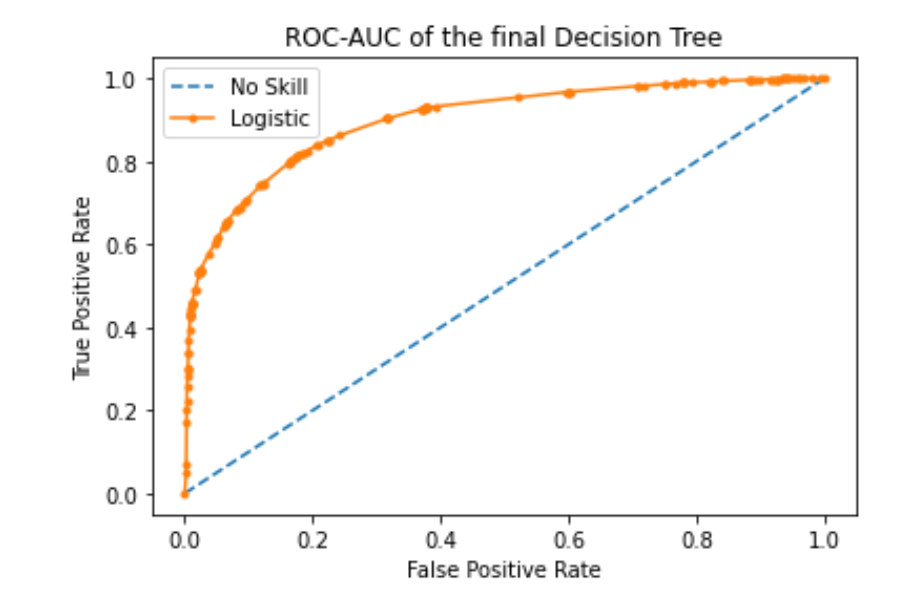 ROC-AUC of the final Decision Tree
No Skill
Logistic
1.0
0.8
0.6
0.4
0.2
0.0
True Positive Rate
0.0 0.2 0.4 0.6 0.8 1.0
False Positive Rate